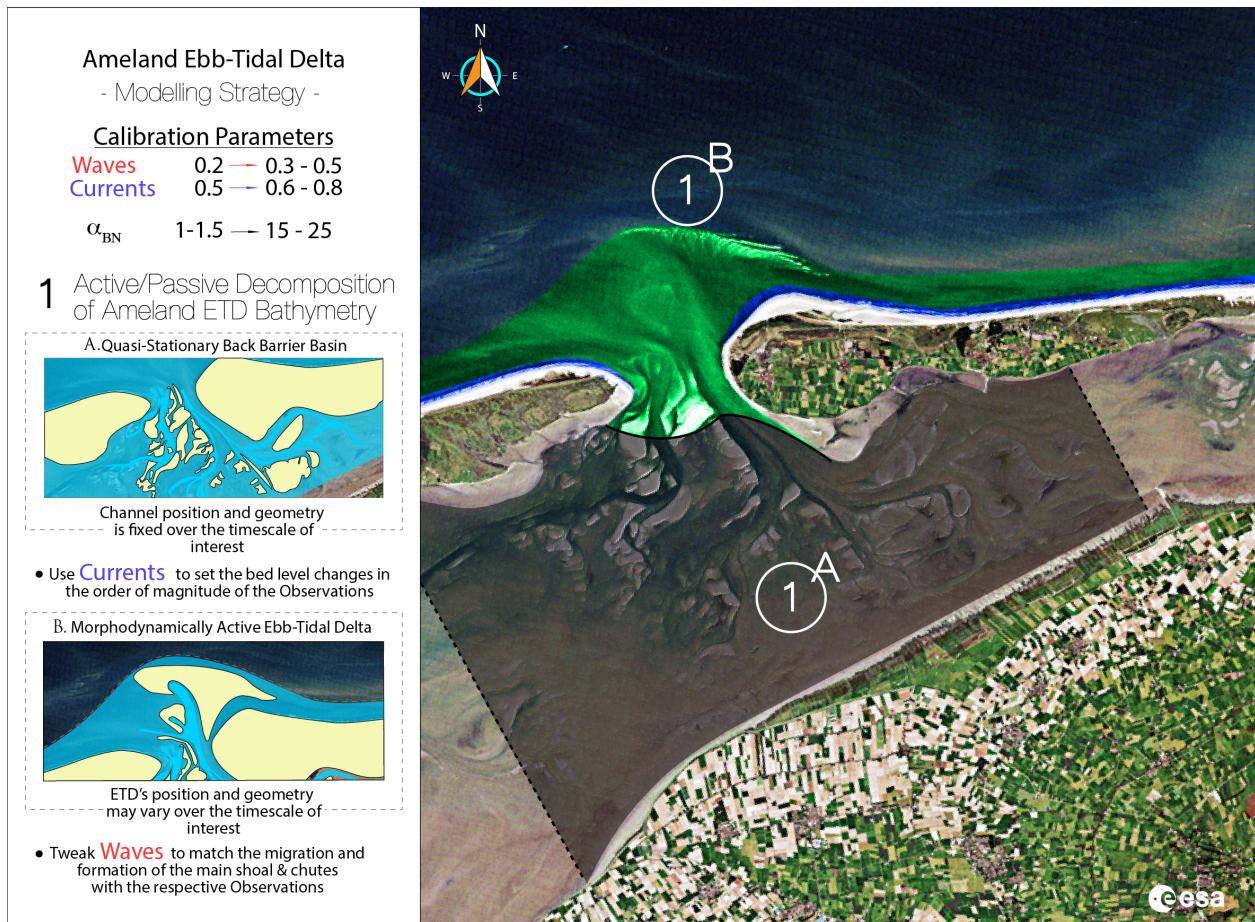 Ameland Ebb-Tidal Delta
- Modelling Strategy -
Calibration Parameters
Waves 0.2 → 0.3 - 0.5
Currents 0.5 → 0.6 - 0.8
α_BN 1-1.5 → 15 - 25
1 Active/Passive Decomposition
of Ameland ETD Bathymetry
A. Quasi-Stationary Back Barrier Basin
Channel position and geometry
is fixed over the timescale of
interest
• Use Currents to set the bed level changes in
the order of magnitude of the Observations
B. Morphodynamically Active Ebb-Tidal Delta
ETD's position and geometry
may vary over the timescale of
interest
• Tweak Waves to match the migration and
formation of the main shoal & chutes
with the respective Observations
N
W E
S
1 B
1 A
esa